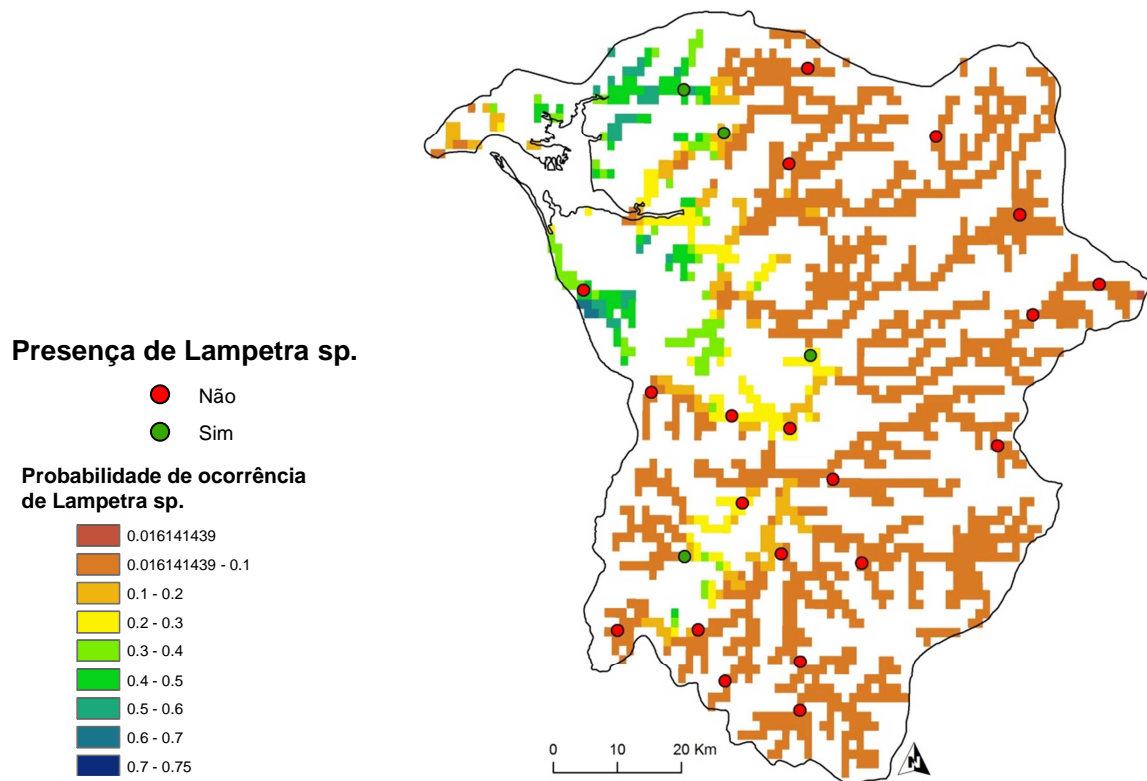 Presença de Lampetra sp.
Não
Sim
Probabilidade de ocorrência
de Lampetra sp.
0.016141439
0.016141439 - 0.1
0.1 - 0.2
0.2 - 0.3
0.3 - 0.4
0.4 - 0.5
0.5 - 0.6
0.6 - 0.7
0.7 - 0.75
0 10 20 Km
N